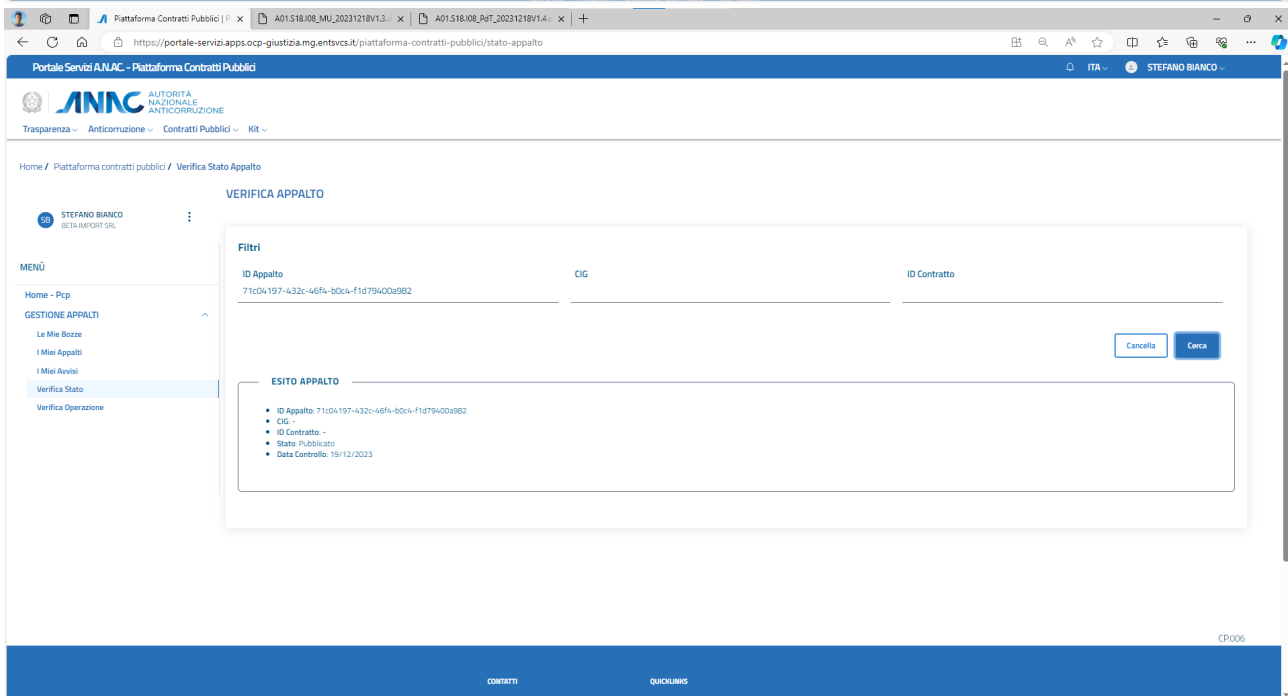 Piattaforma Contratti Pubblici | P
A01.S18.I08_MU_20231218V1.3.
A01.S18.I08_PdT_20231218V1.4.
https://portale-servizi.apps.ocp-giustizia.mg.entsvcs.it/piattaforma-contratti-pubblici/stato-appalto
Portale Servizi A.N.AC. - Piattaforma Contratti Pubblici
ITA
STEFANO BIANCO
ANAC
AUTORITÀ
NAZIONALE
ANTICORRUZIONE
Trasparenza Anticorruzione Contratti Pubblici Kit
Home / Piattaforma contratti pubblici / Verifica Stato Appalto
VERIFICA APPALTO
SB
STEFANO BIANCO
BETA IMPORT SRL
MENÙ
Home - Pcp
GESTIONE APPALTI
Le Mie Bozze
I Miei Appalti
I Miei Avvisi
Verifica Stato
Verifica Operazione
Filtri
ID Appalto
71c04197-432c-46f4-b0c4-f1d79400a982
CIG
ID Contratto
Cancella
Cerca
ESITO APPALTO
• ID Appalto: 71c04197-432c-46f4-b0c4-f1d79400a982
• CIG: -
• ID Contratto: -
• Stato: Pubblicato
• Data Controllo: 19/12/2023
CP.006
CONTATTI
QUICKLINKS